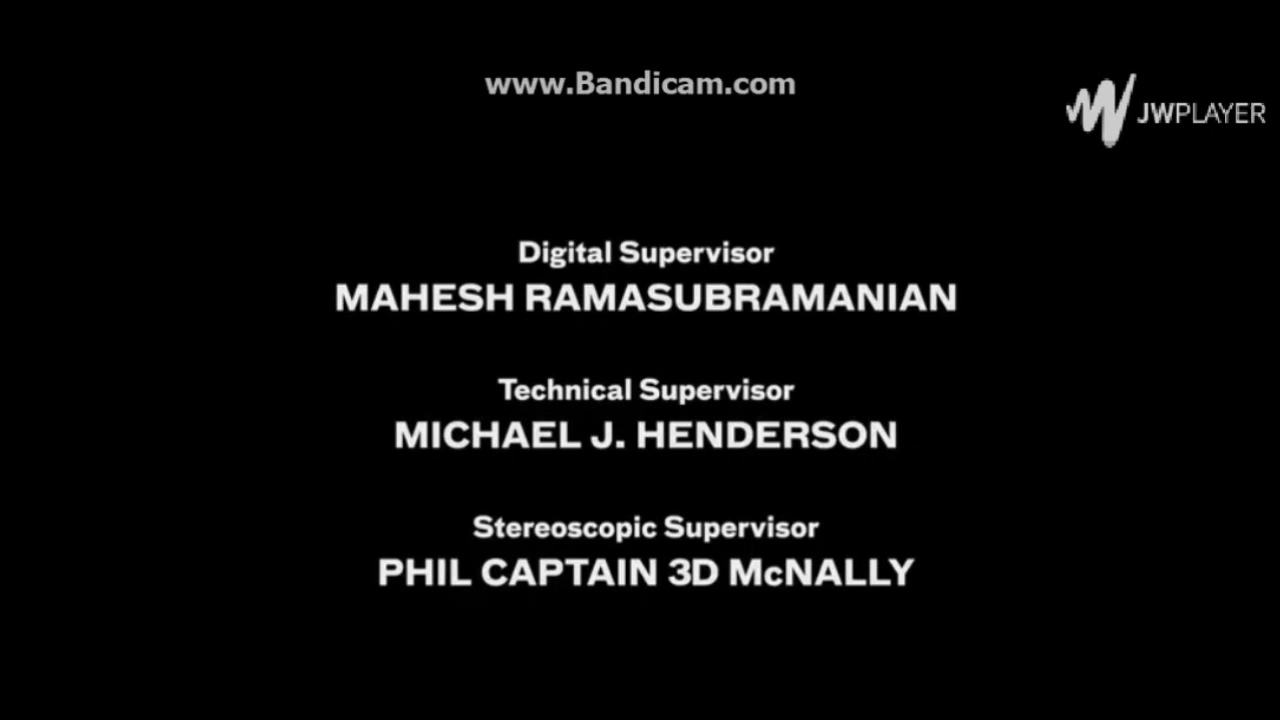 www.Bandicam.com
JWPLAYER
Digital Supervisor
MAHESH RAMASUBRAMANIAN
Technical Supervisor
MICHAEL J. HENDERSON
Stereoscopic Supervisor
PHIL CAPTAIN 3D McNALLY